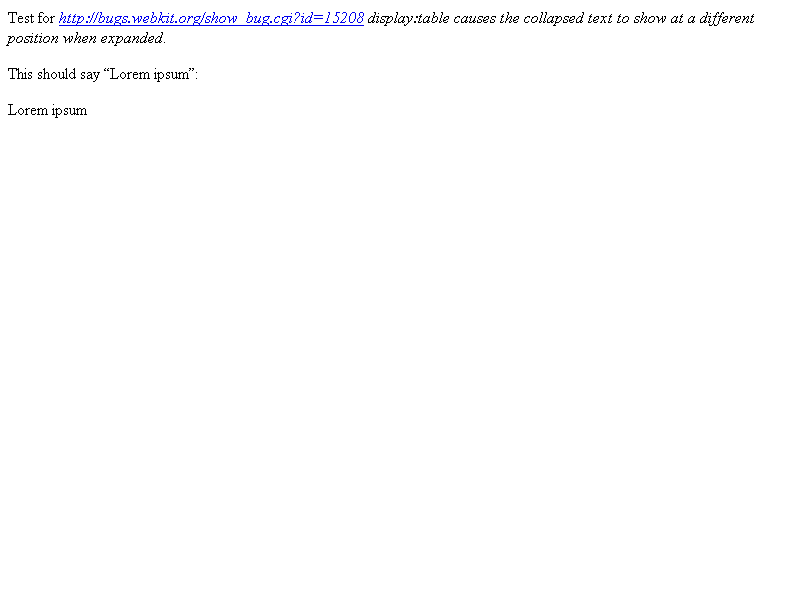 Test for http://bugs.webkit.org/show_bug.cgi?id=15208 display:table causes the collapsed text to show at a different
position when expanded.
This should say “Lorem ipsum”:
Lorem ipsum